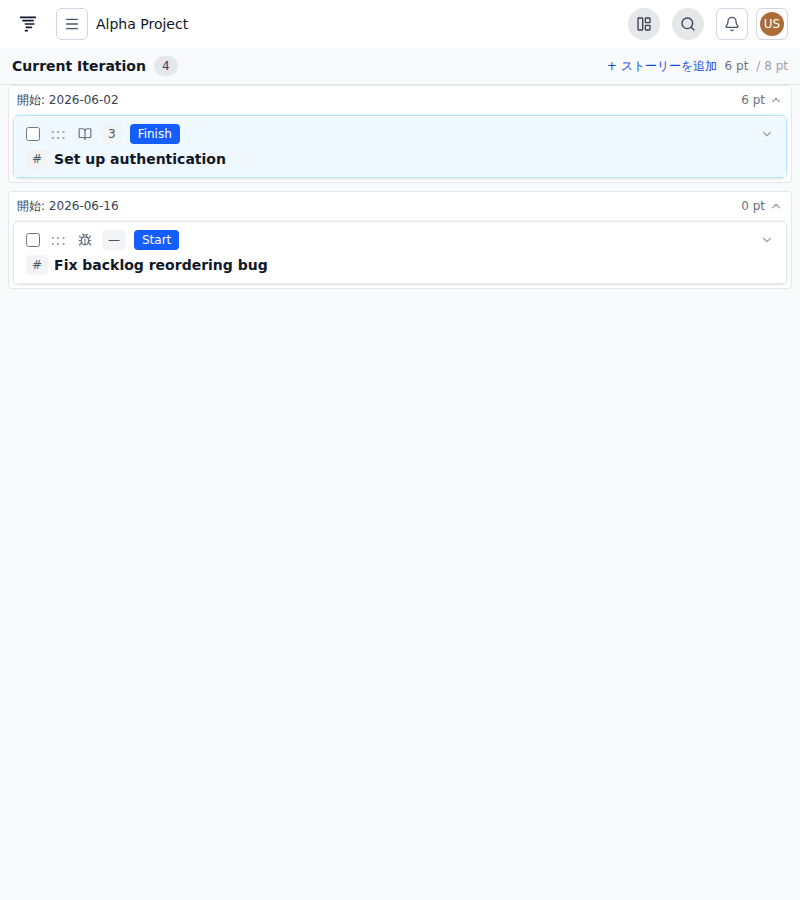 Alpha Project
US
Current Iteration 4
+ ストーリーを追加 6 pt / 8 pt
開始: 2026-06-02 6 pt
3 Finish
# Set up authentication
開始: 2026-06-16 0 pt
— Start
# Fix backlog reordering bug